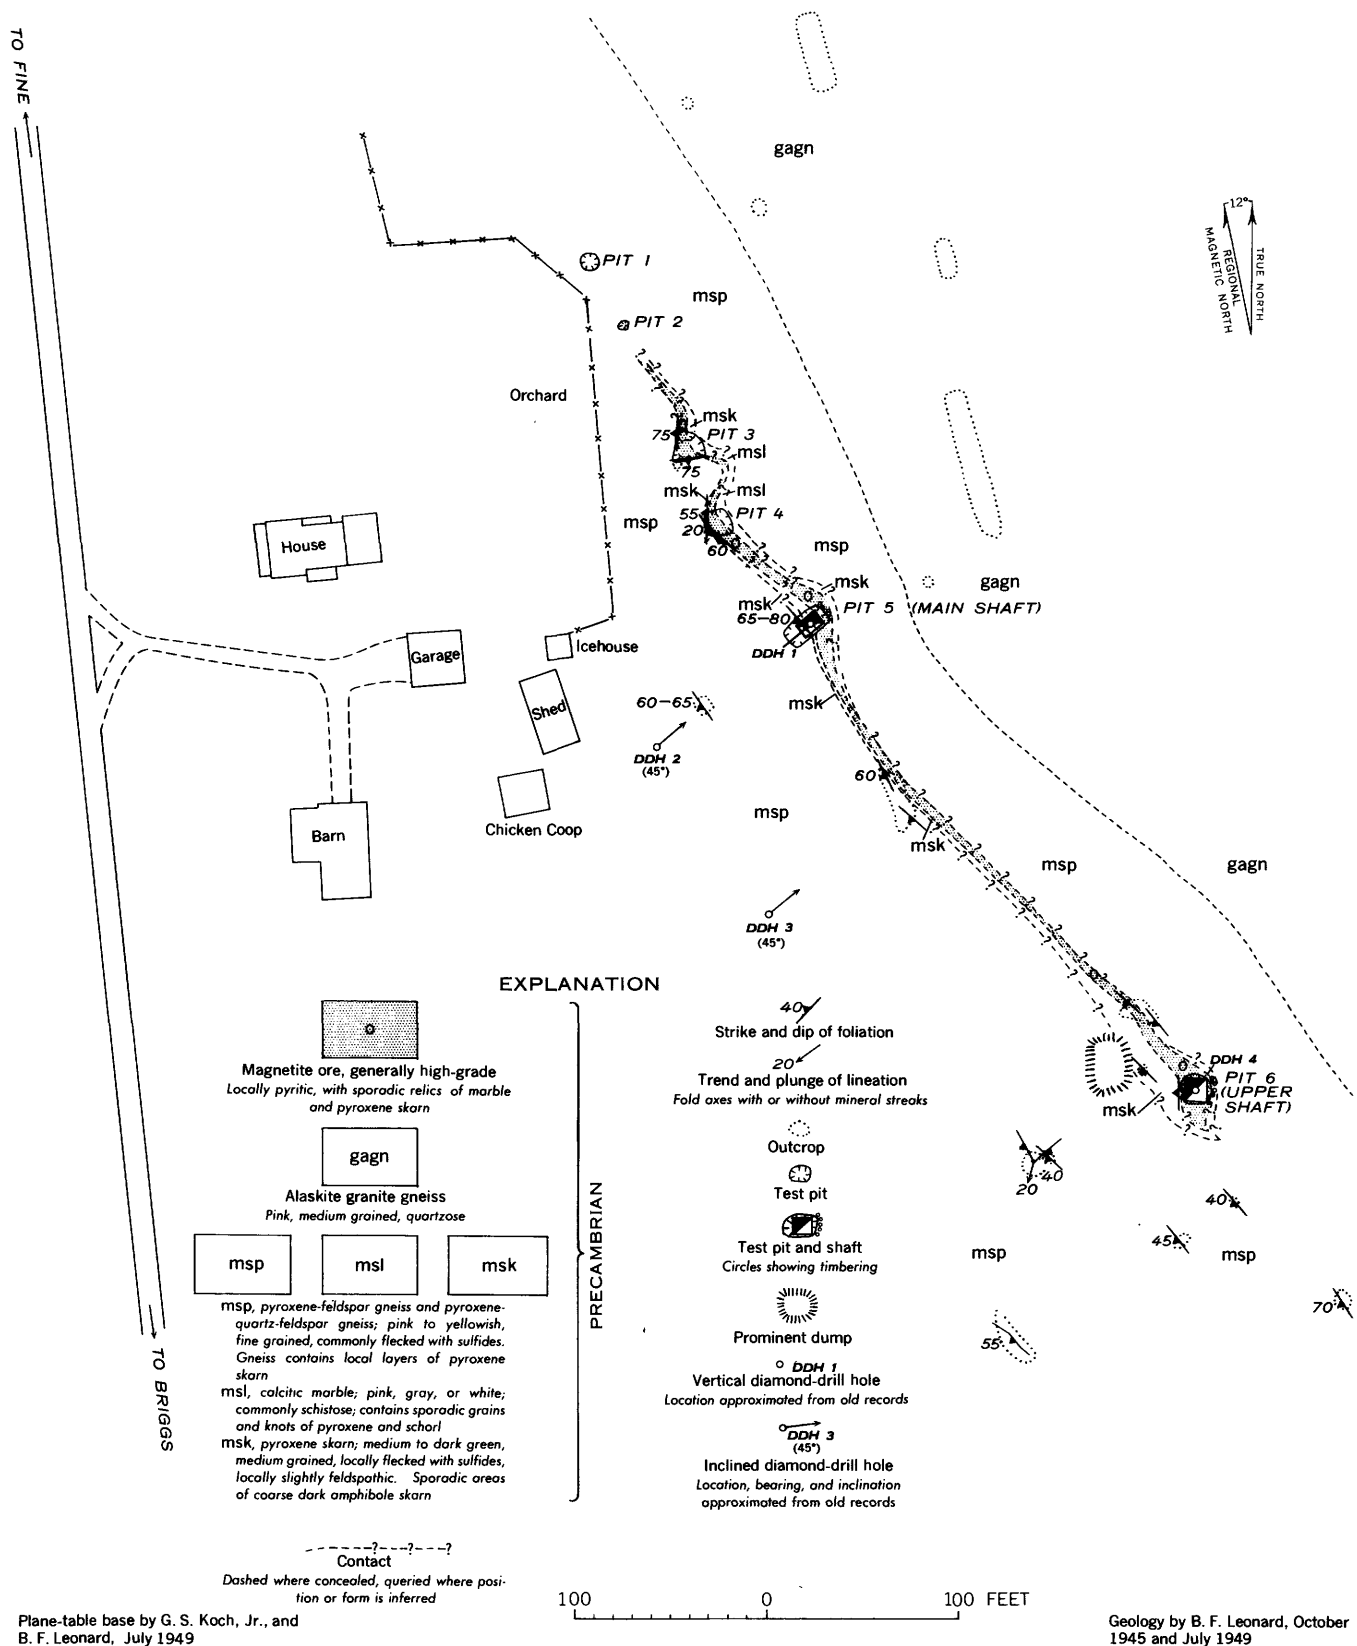 TO FINE
gagn
12°
TRUE NORTH
REGIONAL
MAGNETIC NORTH
PIT 1
msp
PIT 2
Orchard
msk
75
PIT 3
msl
75
msk
msl
55
PIT 4
msp
20
60
msp
House
msk
gagn
msk
PIT 5 (MAIN SHAFT)
65-80
DDH 1
Icehouse
Garage
60-65
msk
Shed
DDH 2
(45°)
60
msp
Chicken Coop
Barn
msk
msp
gagn
DDH 3
(45°)
DDH 4
PIT 6
(UPPER
SHAFT)
msk
40
20
40
45
msp
msp
70
55
TO BRIGGS
EXPLANATION
Magnetite ore, generally high-grade
Locally pyritic, with sporadic relics of marble
and pyroxene skarn
gagn
Alaskite granite gneiss
Pink, medium grained, quartzose
msp
msl
msk
msp, pyroxene-feldspar gneiss and pyroxene-
quartz-feldspar gneiss; pink to yellowish,
fine grained, commonly flecked with sulfides.
Gneiss contains local layers of pyroxene
skarn
msl, calcitic marble; pink, gray, or white;
commonly schistose; contains sporadic grains
and knots of pyroxene and schorl
msk, pyroxene skarn; medium to dark green,
medium grained, locally flecked with sulfides,
locally slightly feldspathic. Sporadic areas
of coarse dark amphibole skarn
PRECAMBRIAN
---?---?---?
Contact
Dashed where concealed, queried where posi-
tion or form is inferred
40
Strike and dip of foliation
20
Trend and plunge of lineation
Fold axes with or without mineral streaks
Outcrop
Test pit
Test pit and shaft
Circles showing timbering
Prominent dump
DDH 1
Vertical diamond-drill hole
Location approximated from old records
DDH 3
(45°)
Inclined diamond-drill hole
Location, bearing, and inclination
approximated from old records
100 0 100 FEET
Plane-table base by G. S. Koch, Jr., and
B. F. Leonard, July 1949
Geology by B. F. Leonard, October
1945 and July 1949